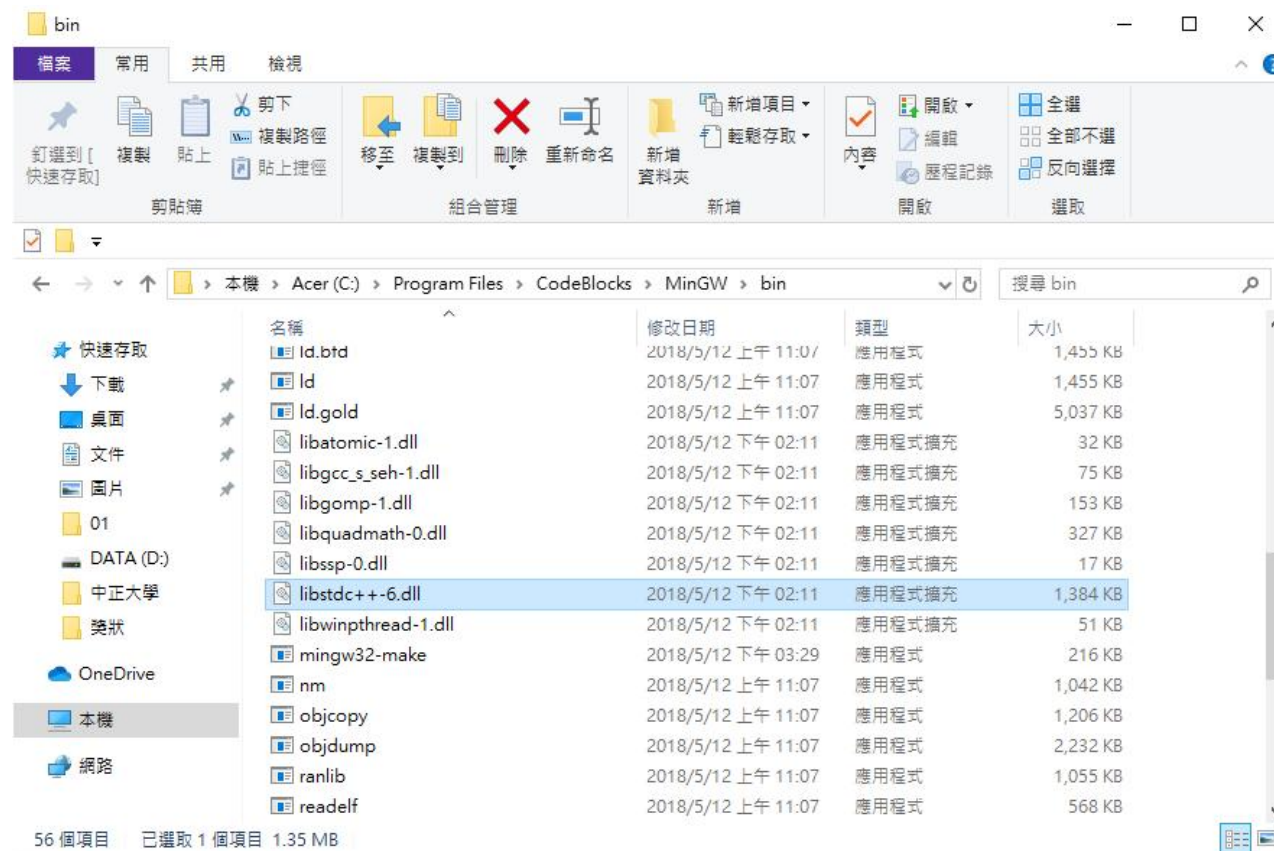 bin
檔案 常用 共用 檢視
釘選到 [快速存取]
複製
貼上
剪下
複製路徑
貼上捷徑
剪貼簿
移至
複製到
刪除
重新命名
組合管理
新增資料夾
新增項目
輕鬆存取
新增
內容
開啟
編輯
歷程記錄
開啟
全選
全部不選
反向選擇
選取
本機 › Acer (C:) › Program Files › CodeBlocks › MinGW › bin
搜尋 bin
快速存取
下載
桌面
文件
圖片
01
DATA (D:)
中正大學
獎狀
OneDrive
本機
網路
名稱 修改日期 類型 大小
ld.bfd 2018/5/12 上午 11:07 應用程式 1,455 KB
ld 2018/5/12 上午 11:07 應用程式 1,455 KB
ld.gold 2018/5/12 上午 11:07 應用程式 5,037 KB
libatomic-1.dll 2018/5/12 下午 02:11 應用程式擴充 32 KB
libgcc_s_seh-1.dll 2018/5/12 下午 02:11 應用程式擴充 75 KB
libgomp-1.dll 2018/5/12 下午 02:11 應用程式擴充 153 KB
libquadmath-0.dll 2018/5/12 下午 02:11 應用程式擴充 327 KB
libssp-0.dll 2018/5/12 下午 02:11 應用程式擴充 17 KB
libstdc++-6.dll 2018/5/12 下午 02:11 應用程式擴充 1,384 KB
libwinpthread-1.dll 2018/5/12 下午 02:11 應用程式擴充 51 KB
mingw32-make 2018/5/12 下午 03:29 應用程式 216 KB
nm 2018/5/12 上午 11:07 應用程式 1,042 KB
objcopy 2018/5/12 上午 11:07 應用程式 1,206 KB
objdump 2018/5/12 上午 11:07 應用程式 2,232 KB
ranlib 2018/5/12 上午 11:07 應用程式 1,055 KB
readelf 2018/5/12 上午 11:07 應用程式 568 KB
56 個項目 已選取 1 個項目 1.35 MB